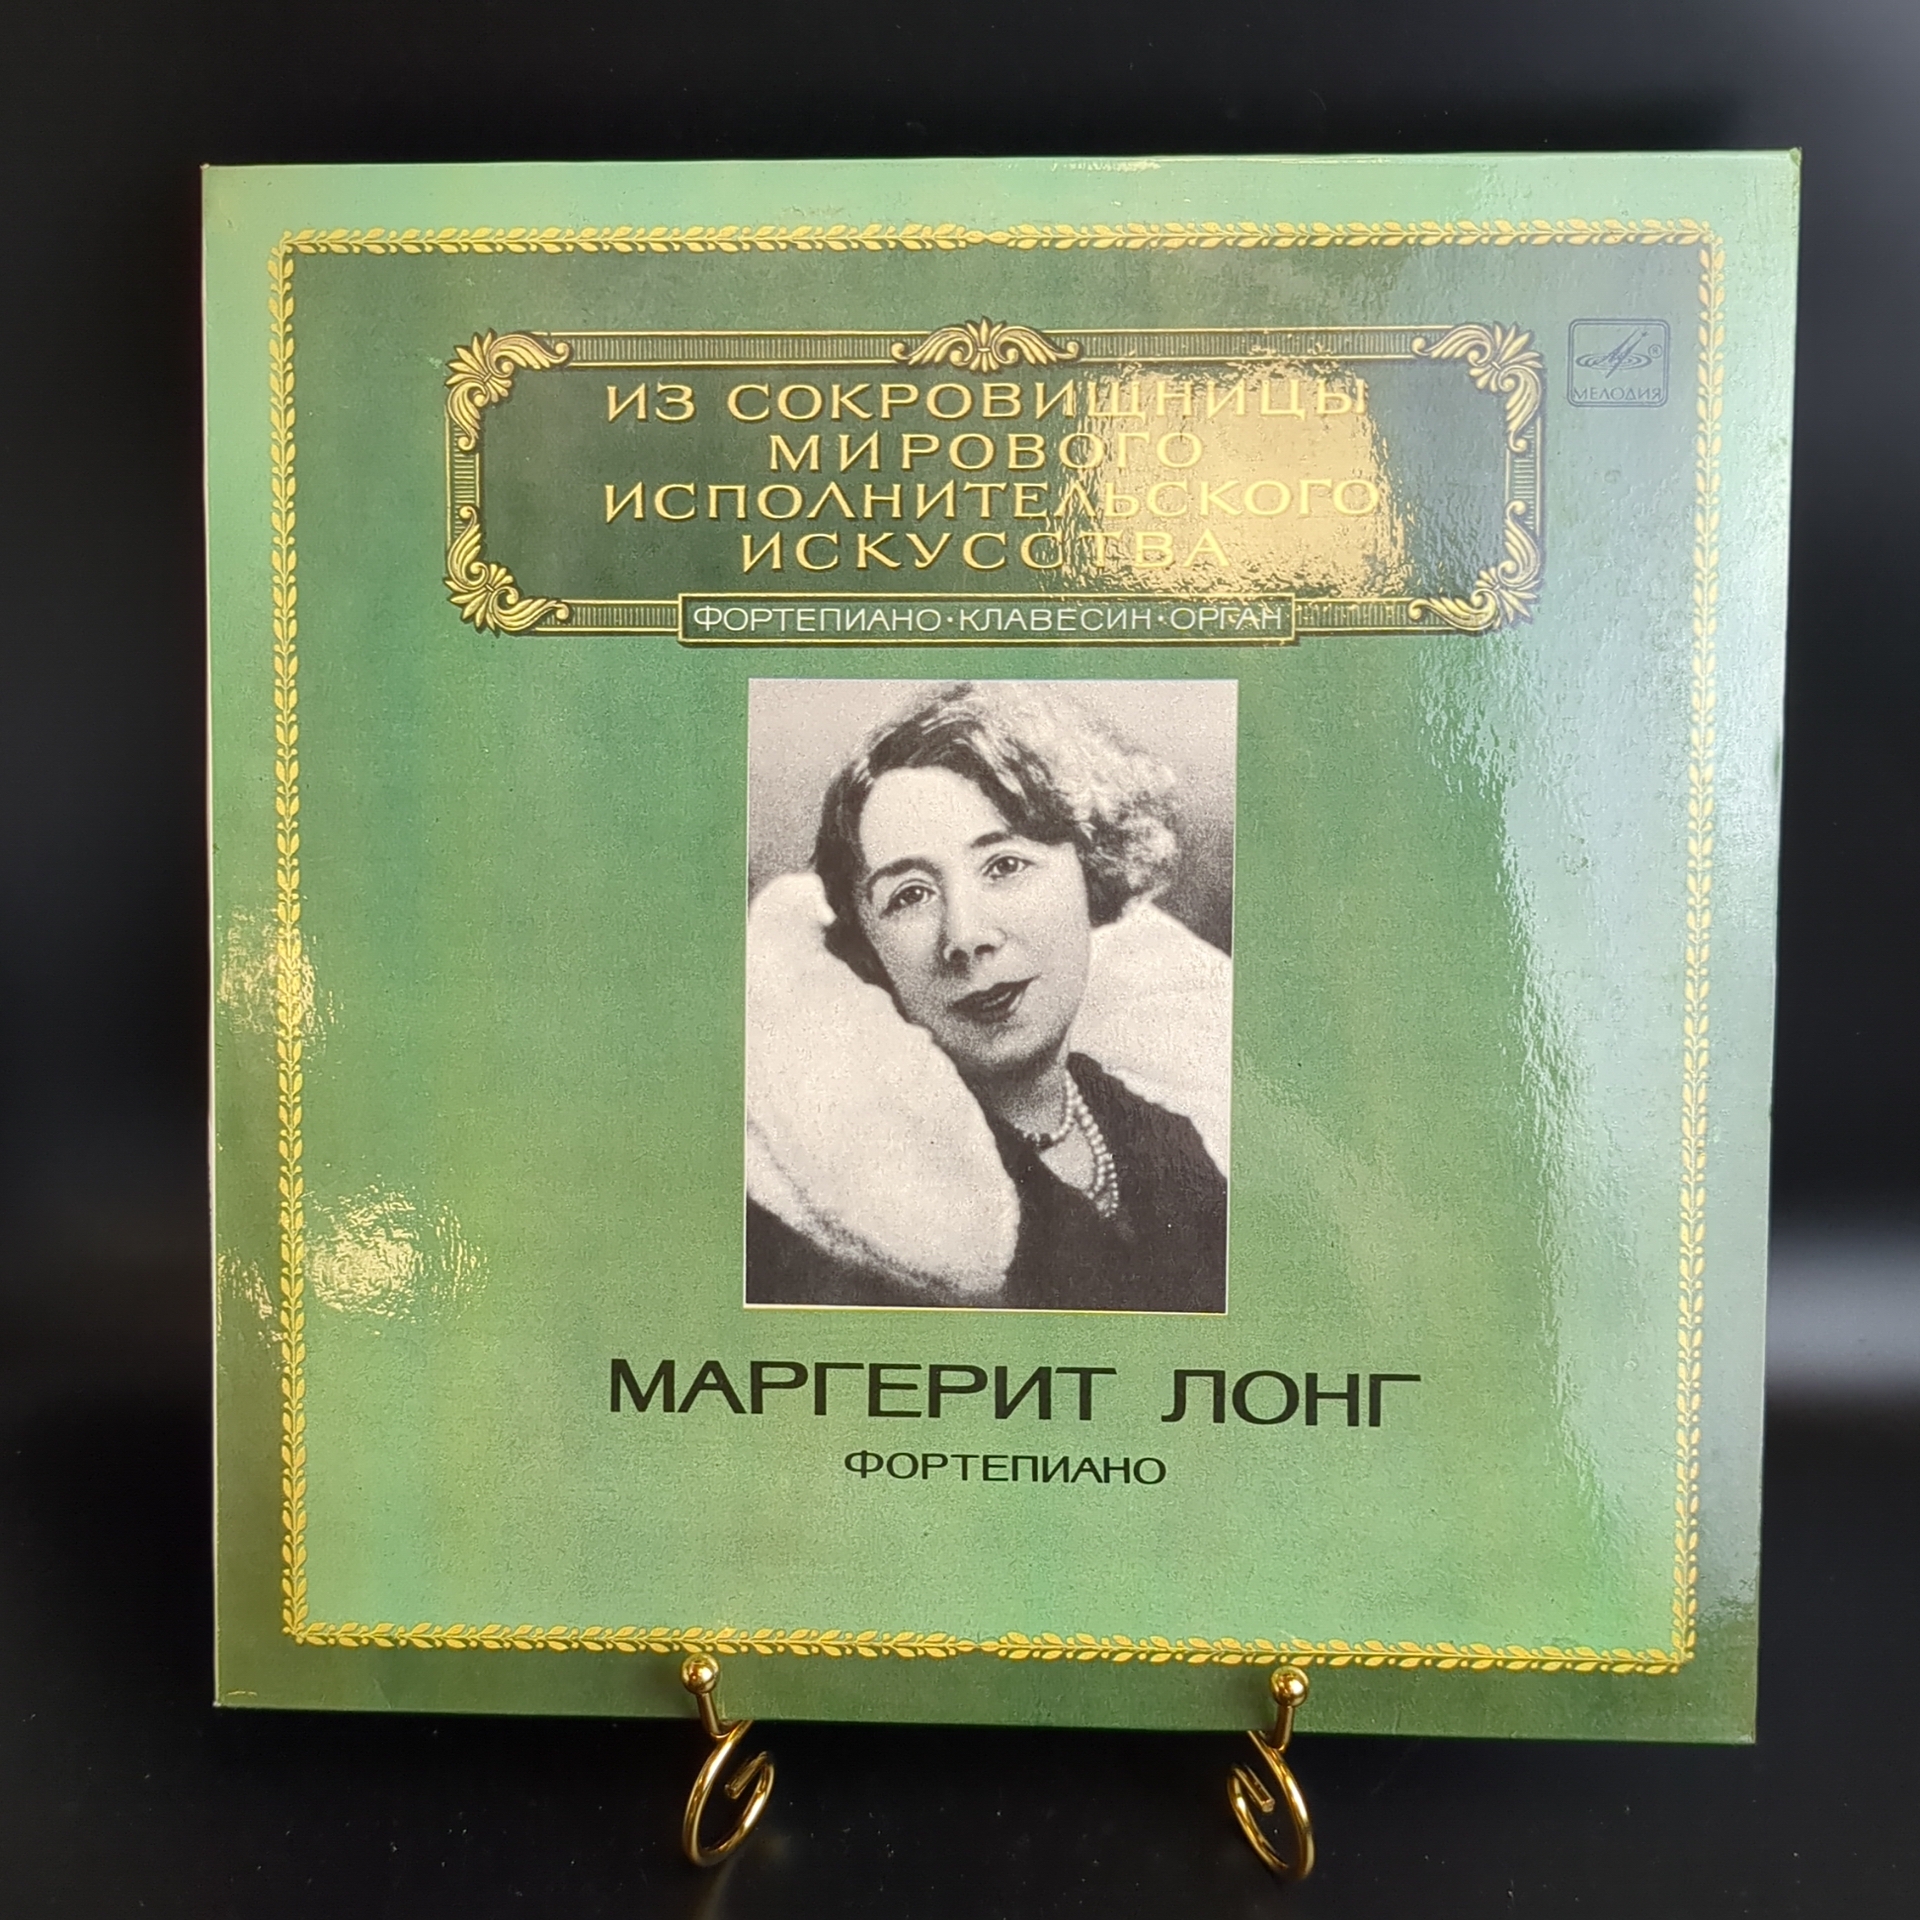 ИЗ СОКРОВИЩНИЦЫ
МИРОВОГО
ИСПОЛНИТЕЛЬСКОГО
ИСКУССТВА
ФОРТЕПИАНО·КЛАВЕСИН·ОРГАН
®
МЕЛОДИЯ
МАРГЕРИТ ЛОНГ
ФОРТЕПИАНО